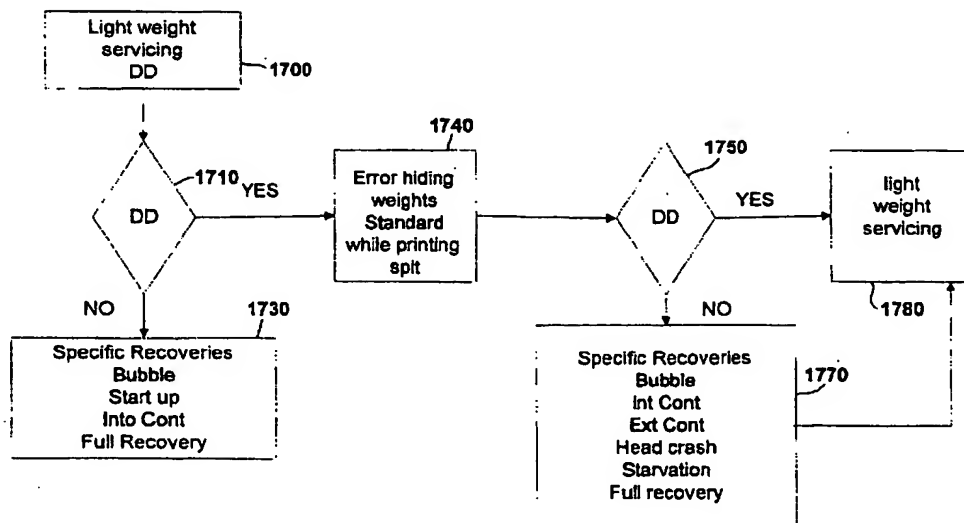 Light weight
servicing
DD
1700
1710
DD
YES
NO
1730
Specific Recoveries
Bubble
Start up
Into Cont
Full Recovery
1740
Error hiding
weights
Standard
while printing
spit
1750
DD
YES
NO
light
weight
servicing
1780
Specific Recoveries
Bubble
Int Cont
Ext Cont
Head crash
Starvation
Full recovery
1770